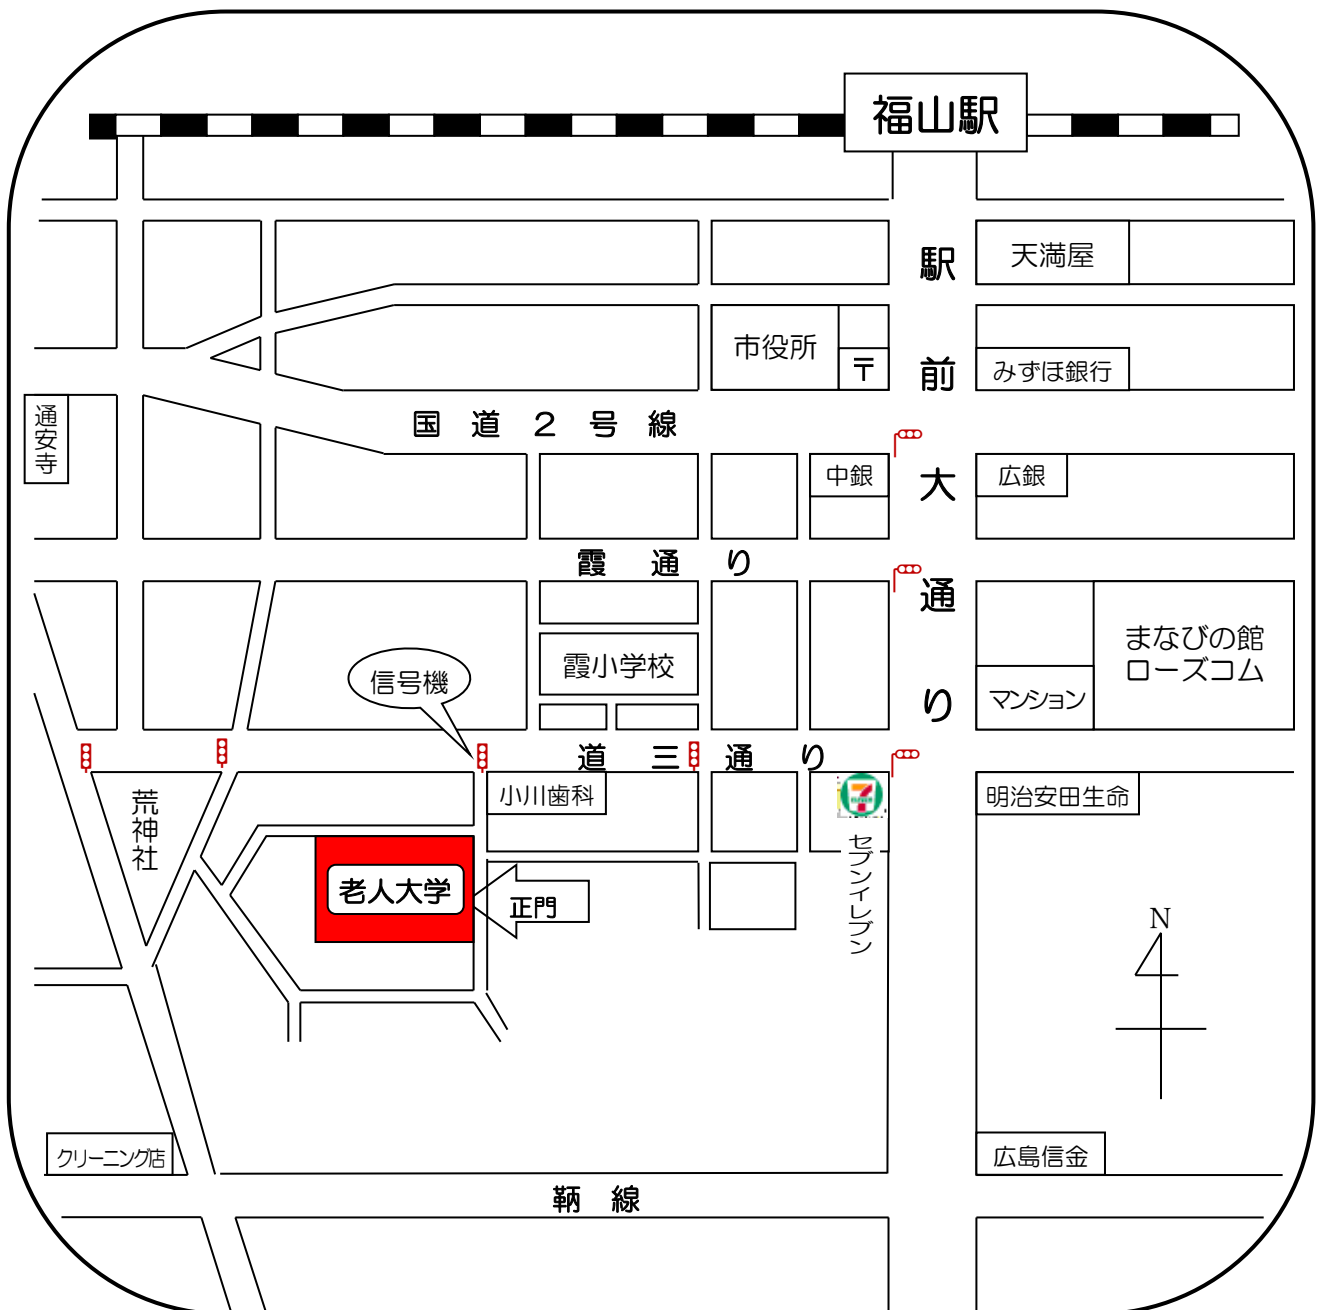 福山駅
駅前大通り
天満屋
市役所
〒
みずほ銀行
通安寺
国道２号線
中銀
広銀
霞通り
まなびの館
ローズコム
霞小学校
信号機
マンション
道三通り
小川歯科
7
セブンイレブン
明治安田生命
荒神社
老人大学
正門
N
クリーニング店
広島信金
鞆線